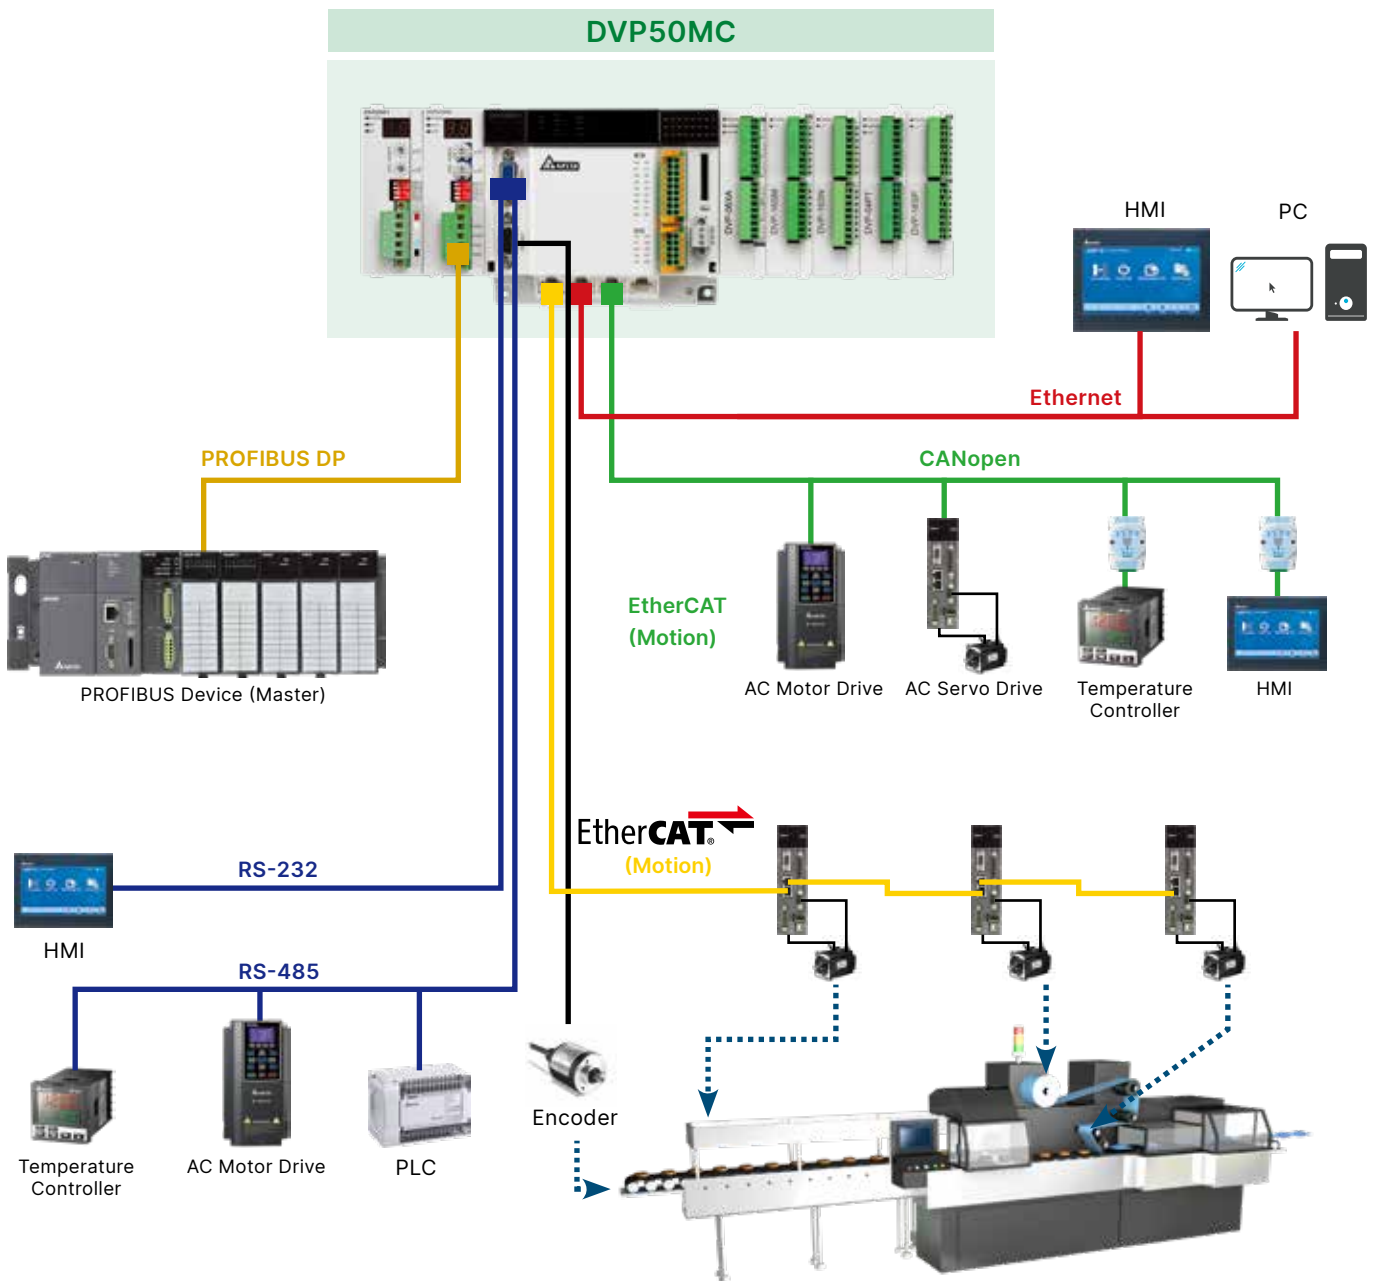 DVP50MC
HMI
PC
Ethernet
PROFIBUS DP
CANopen
EtherCAT
(Motion)
PROFIBUS Device (Master)
AC Motor Drive
AC Servo Drive
Temperature
Controller
HMI
EtherCAT®
(Motion)
RS-232
HMI
RS-485
Encoder
Temperature
Controller
AC Motor Drive
PLC